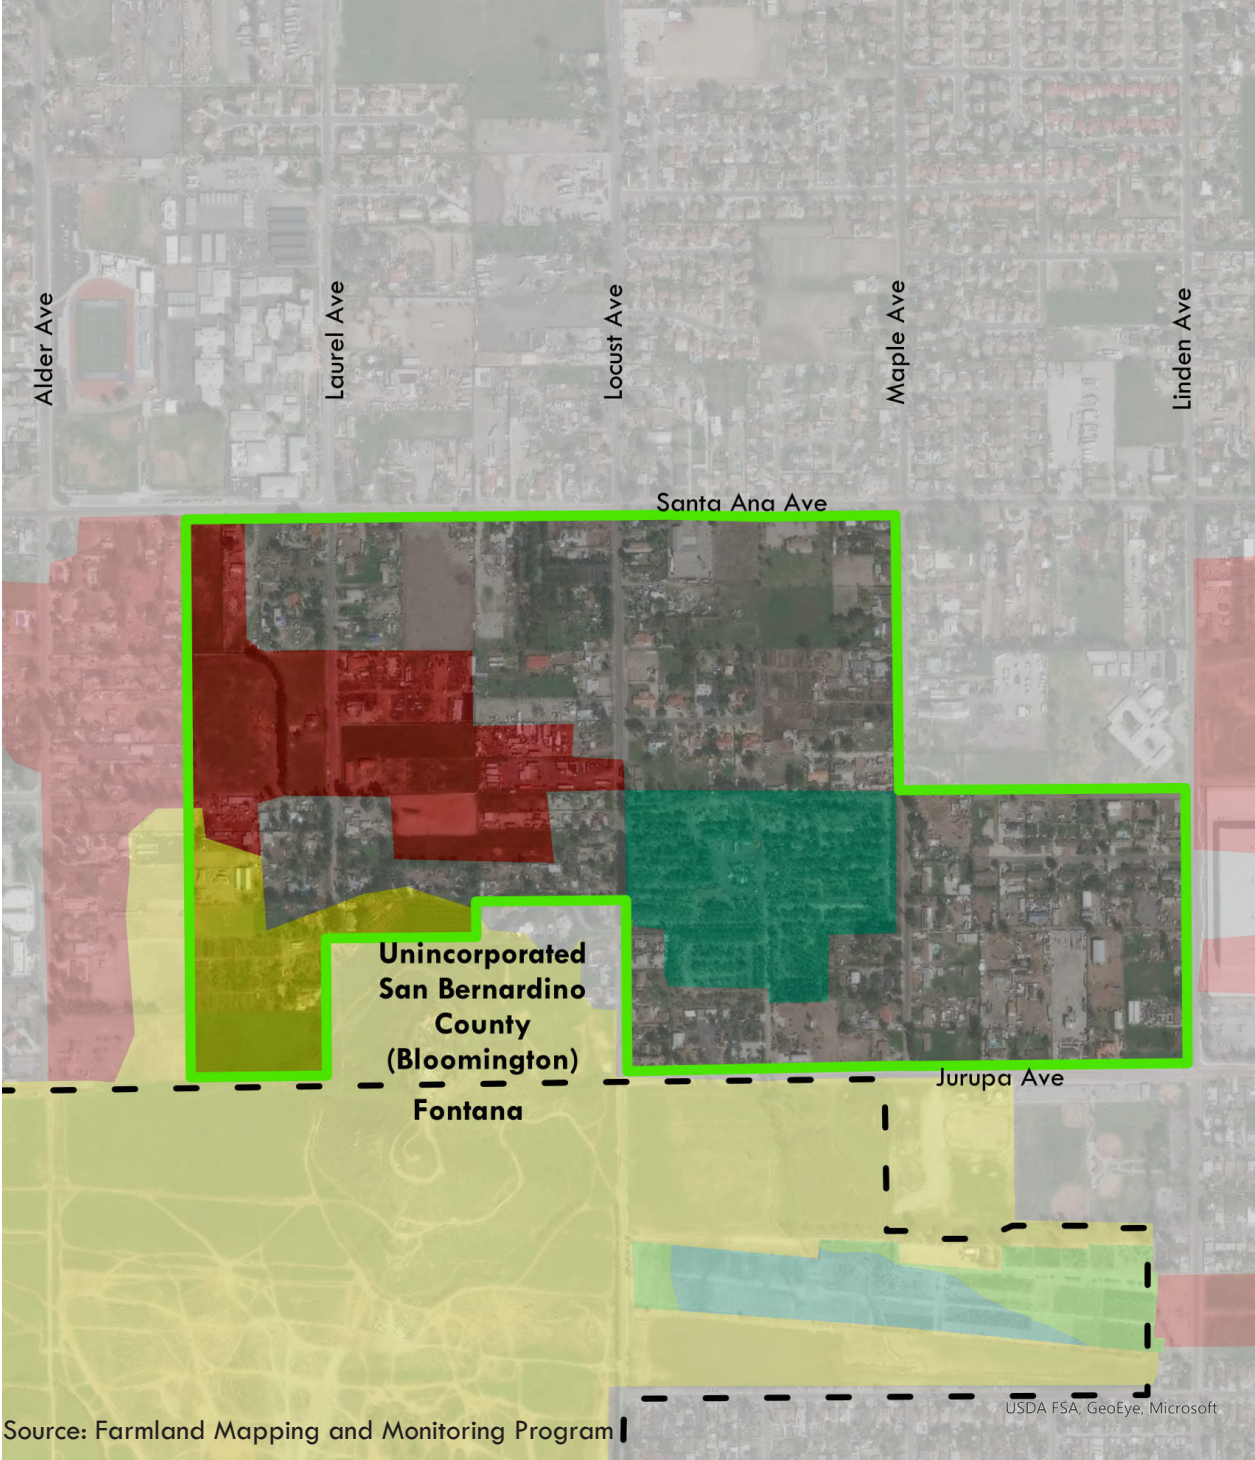 Alder Ave
Laurel Ave
Locust Ave
Maple Ave
Linden Ave
Santa Ana Ave
Unincorporated
San Bernardino
County
(Bloomington)
Jurupa Ave
Fontana
USDA FSA, GeoEye, Microsoft
Source: Farmland Mapping and Monitoring Program